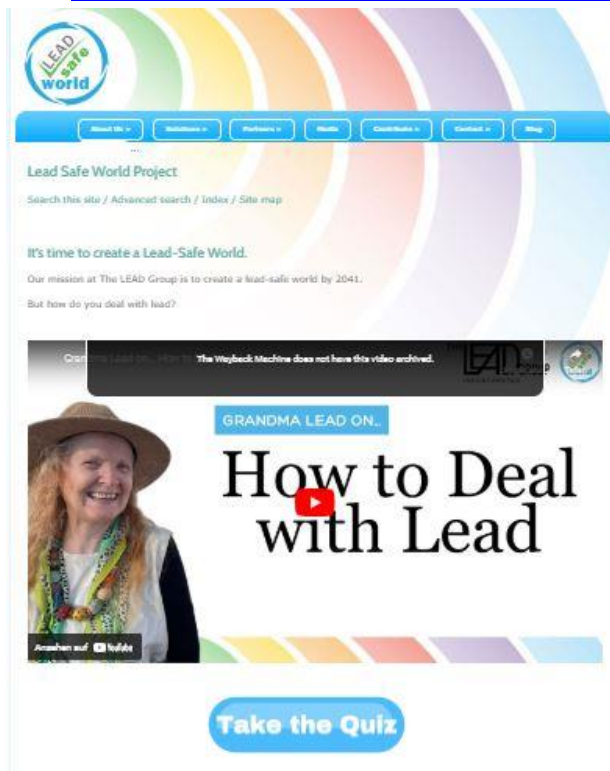 LEAD
safe
world
About Us » Solutions » Partners » Media Contribute » Contact » Blog
...
Lead Safe World Project
Search this site / Advanced search / Index / Site map
It's time to create a Lead-Safe World.
Our mission at The LEAD Group is to create a lead-safe world by 2041.
But how do you deal with lead?
The Wayback Machine does not have this video archived.
GRANDMA LEAD ON...
How to Deal
with Lead
Ansehen auf YouTube
Take the Quiz